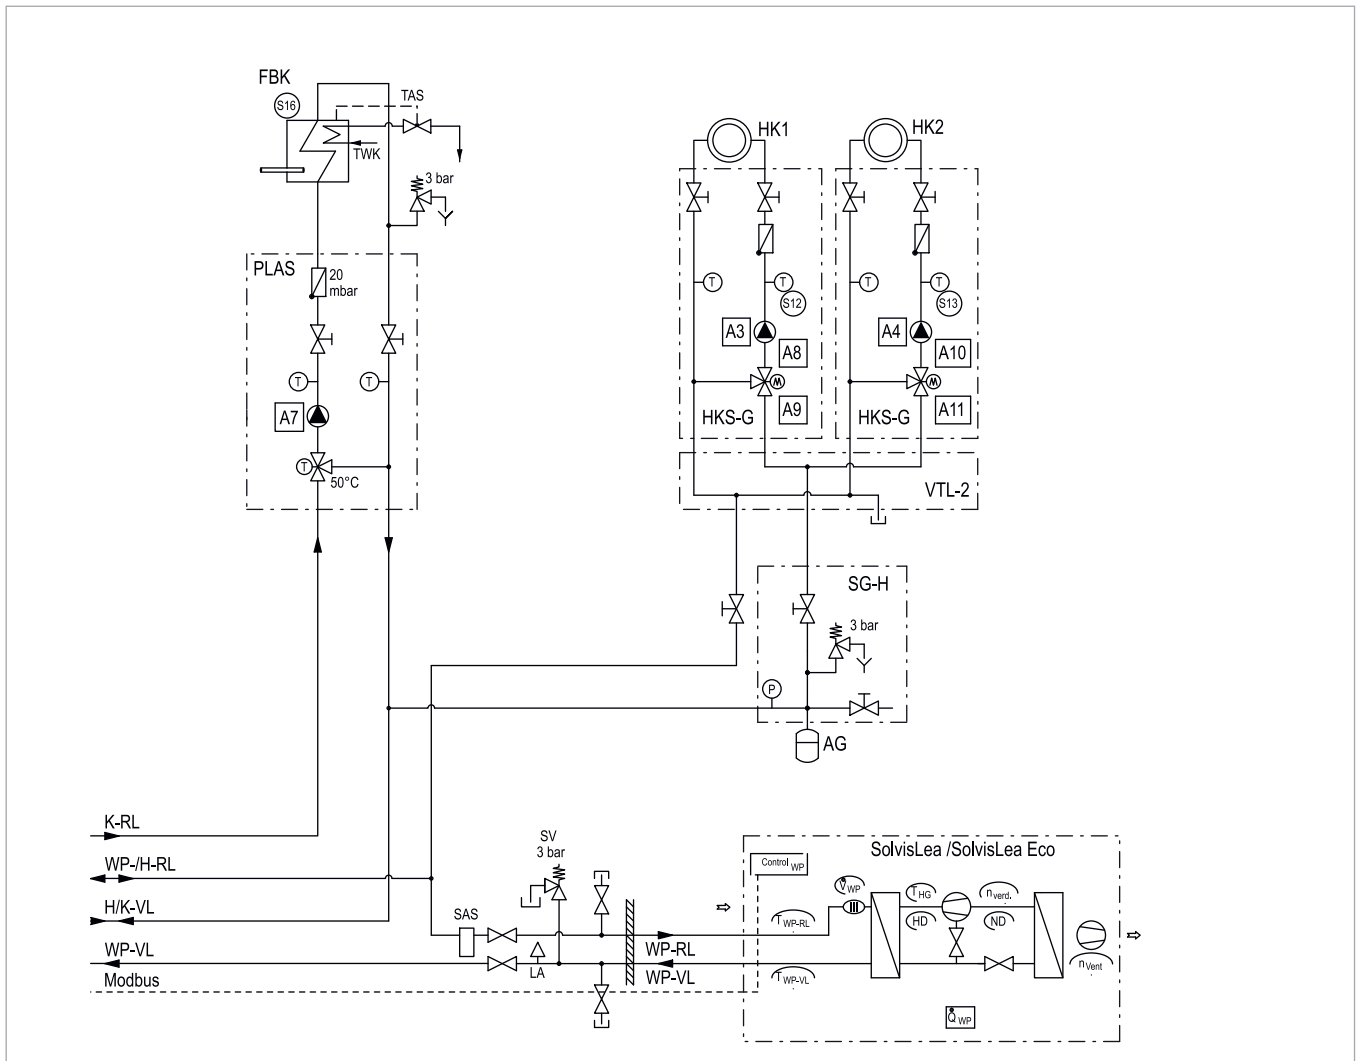 FBK
S16
TAS
TWK
3 bar
HK1
HK2
PLAS
20
mbar
T
T
A7
T
50°C
T
S12
T
T
S13
T
A3
A8
A4
A10
M
M
HKS-G
A9
HKS-G
A11
VTL-2
SG-H
3 bar
P
AG
K-RL
WP-/H-RL
H/K-VL
WP-VL
Modbus
SV
3 bar
SAS
LA
WP-RL
WP-VL
SolvisLea /SolvisLea Eco
Control WP
V WP
T HG
n verd.
HD
ND
T WP-RL
T WP-VL
n Vent
Q WP